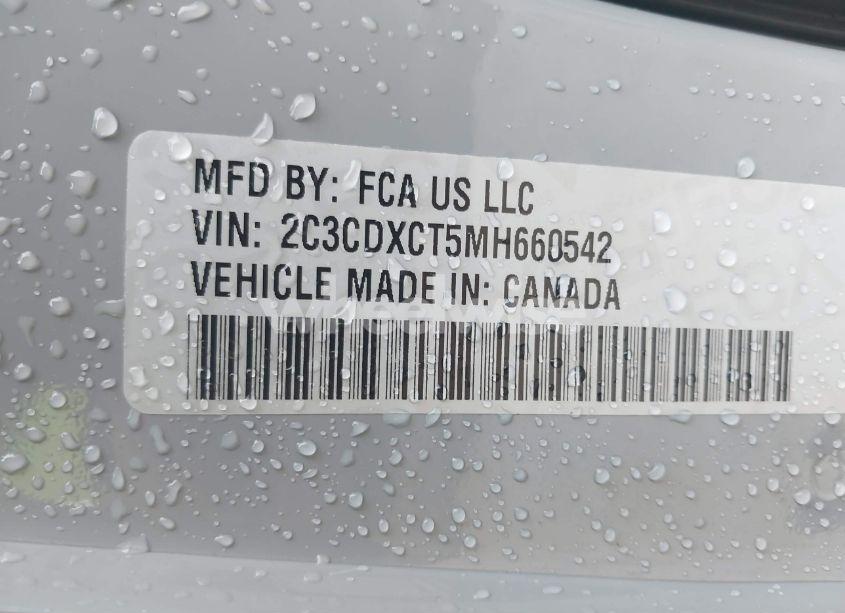 MFD BY: FCA US LLC
VIN: 2C3CDXCT5MH660542
VEHICLE MADE IN: CANADA